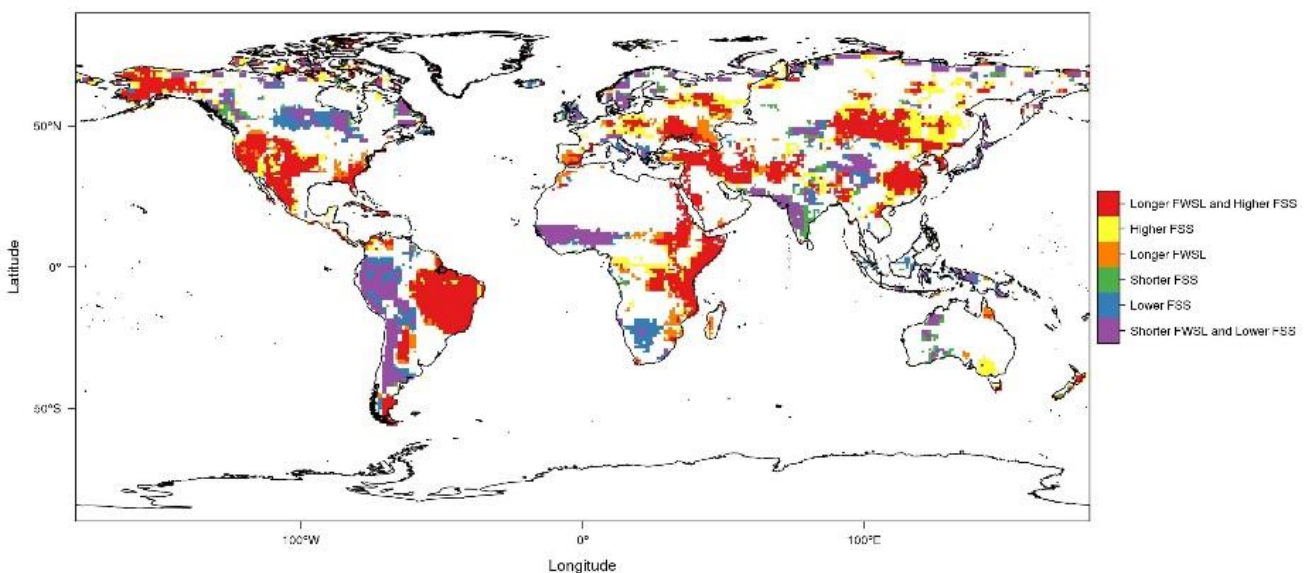 50°N
0°
50°S
Latitude
100°W
0°
100°E
Longitude
Longer FWSL and Higher FSS
Higher FSS
Longer FWSL
Shorter FSS
Lower FSS
Shorter FWSL and Lower FSS